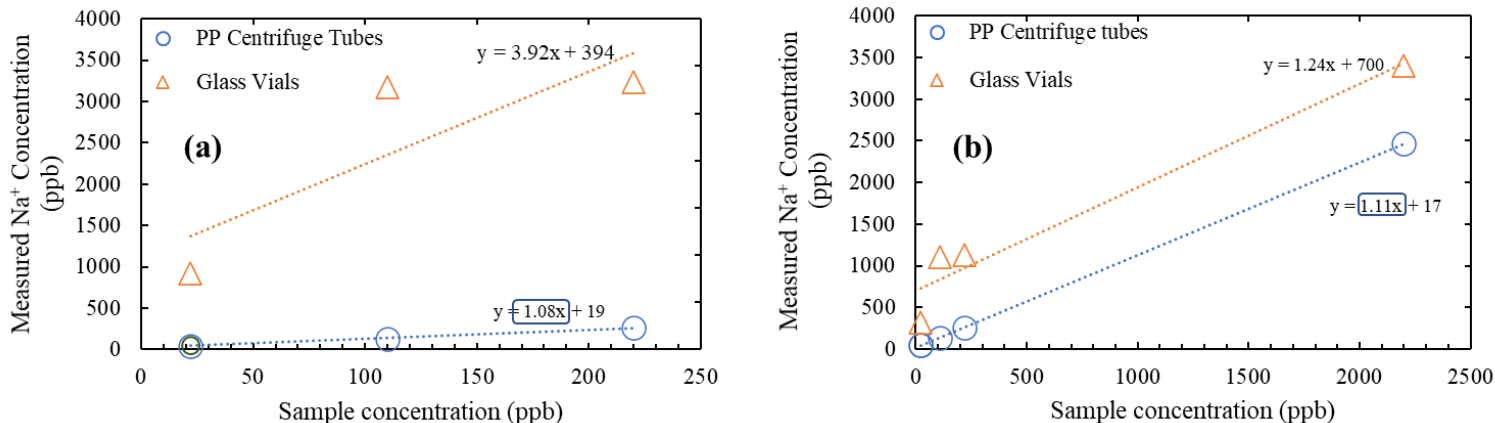 4000
3500
3000
2500
2000
1500
1000
500
0
Measured Na⁺ Concentration
(ppb)
PP Centrifuge Tubes
Glass Vials
y = 3.92x + 394
(a)
y = 1.08x + 19
0 50 100 150 200 250
Sample concentration (ppb)
4000
3500
3000
2500
2000
1500
1000
500
0
Measured Na⁺ Concentration
(ppb)
PP Centrifuge tubes
Glass Vials
y = 1.24x + 700
(b)
y = 1.11x + 17
0 500 1000 1500 2000 2500
Sample concentration (ppb)